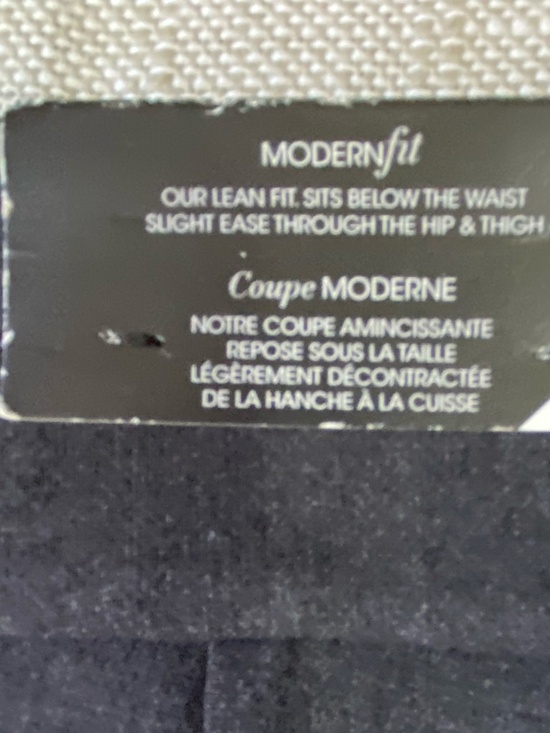 MODERNfit
OUR LEAN FIT. SITS BELOW THE WAIST
SLIGHT EASE THROUGH THE HIP & THIGH
Coupe MODERNE
NOTRE COUPE AMINCISSANTE
REPOSE SOUS LA TAILLE
LÉGÈREMENT DÉCONTRACTÉE
DE LA HANCHE À LA CUISSE